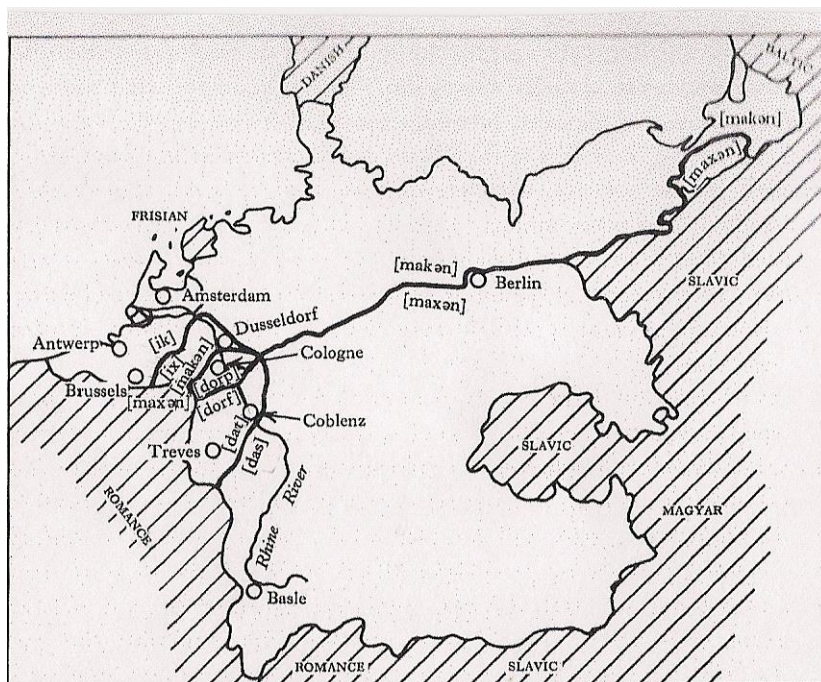 DANISH
BALTIC
[makən]
[maxən]
FRISIAN
SLAVIC
[makən]
[maxən]
Berlin
Amsterdam
Dusseldorf
Antwerp
[ik]
[ix]
[makən]
Cologne
Brussels
[maxən]
[dorp]
[dorf]
Coblenz
[dat]
[das]
Treves
SLAVIC
ROMANCE
River
Rhine
MAGYAR
Basle
ROMANCE
SLAVIC